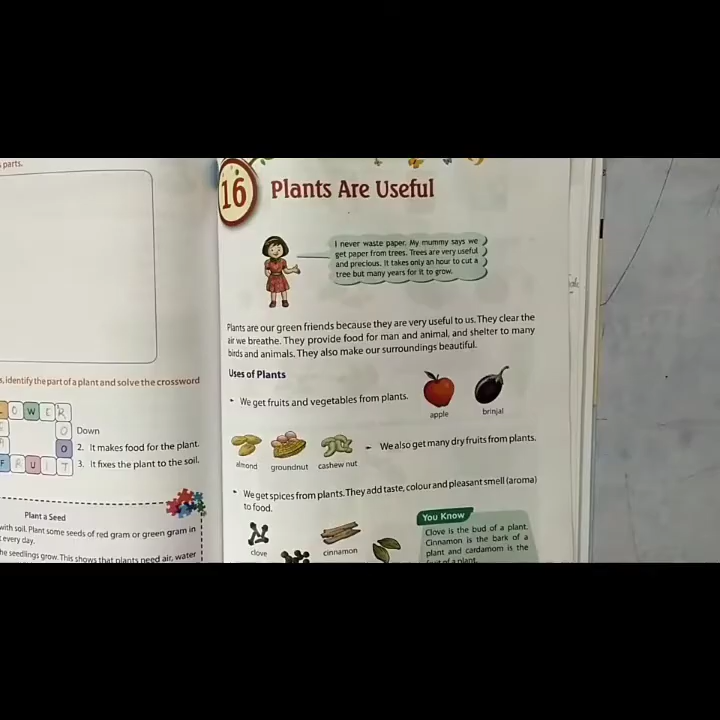 parts.
, identify the part of a plant and solve the crossword
O W E R
O
Down
O
2. It makes food for the plant.
F R U I T
3. It fixes the plant to the soil.
Plant a Seed
with soil. Plant some seeds of red gram or green gram in
every day.
he seedlings grow. This shows that plants need air, water
16
Plants Are Useful
I never waste paper. My mummy says we
get paper from trees. Trees are very useful
and precious. It takes only an hour to cut a
tree but many years for it to grow.
Plants are our green friends because they are very useful to us. They clear the
air we breathe. They provide food for man and animal, and shelter to many
birds and animals. They also make our surroundings beautiful.
Uses of Plants
We get fruits and vegetables from plants.
apple
brinjal
almond
groundnut
cashew nut
We also get many dry fruits from plants.
We get spices from plants. They add taste, colour and pleasant smell (aroma)
to food.
clove
cinnamon
You Know
Clove is the bud of a plant.
Cinnamon is the bark of a
plant and cardamom is the
fruit of a plant.